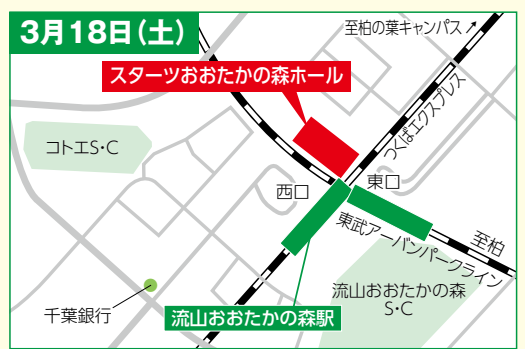 3月18日(土)
至柏の葉キャンパス
スターツおおたかの森ホール
つくばエクスプレス
コトエS・C
西口
東口
東武アーバンパークライン
至柏
流山おおたかの森
S・C
千葉銀行
流山おおたかの森駅